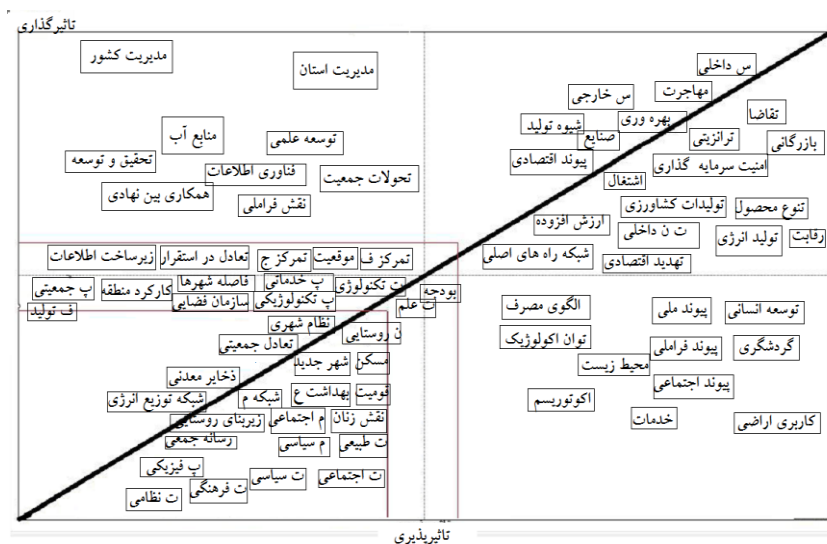 تاثیرگذاری
مدیریت کشور
مدیریت استان
س داخلی
مهاجرت
س خارجی
تقاضا
بهره وری
شیوه تولید
منابع آب
توسعه علمی
صنایع
ترانزیتی
بازرگانی
تحقیق و توسعه
فناوری اطلاعات
تحولات جمعیت
پیوند اقتصادی
امنیت سرمایه گذاری
اشتغال
همکاری بین نهادی
نقش فراملی
تولیدات کشاورزی
تنوع محصول
ارزش افزوده
ت ن داخلی
تولید انرژی
رقابت
شبکه راه های اصلی
تهدید اقتصادی
زیرساخت اطلاعات
تعادل در استقرار
تمرکز ج
موقعیت
تمرکز ف
پ جمعیتی
کارکرد منطقه
فاصله شهرها
پ خدماتی
ت تکنولوژی
بودجه
ف تولید
سازمان فضایی
پ تکنولوژیکی
ت علم
الگوی مصرف
پیوند ملی
توسعه انسانی
نظام شهری
ن روستایی
توان اکولوژیک
پیوند فراملی
گردشگری
تعادل جمعیتی
شهر جدید
مسکن
محیط زیست
ذخایر معدنی
پیوند اجتماعی
شبکه توزیع انرژی
شبکه م
بهداشت ع
قومیت
اکوتوریسم
زیربنای روستایی
م اجتماعی
نقش زنان
خدمات
کاربری اراضی
رسانه جمعی
م سیاسی
ت طبیعی
پ فیزیکی
ت سیاسی
ت اجتماعی
ت نظامی
ت فرهنگی
تاثیرپذیری